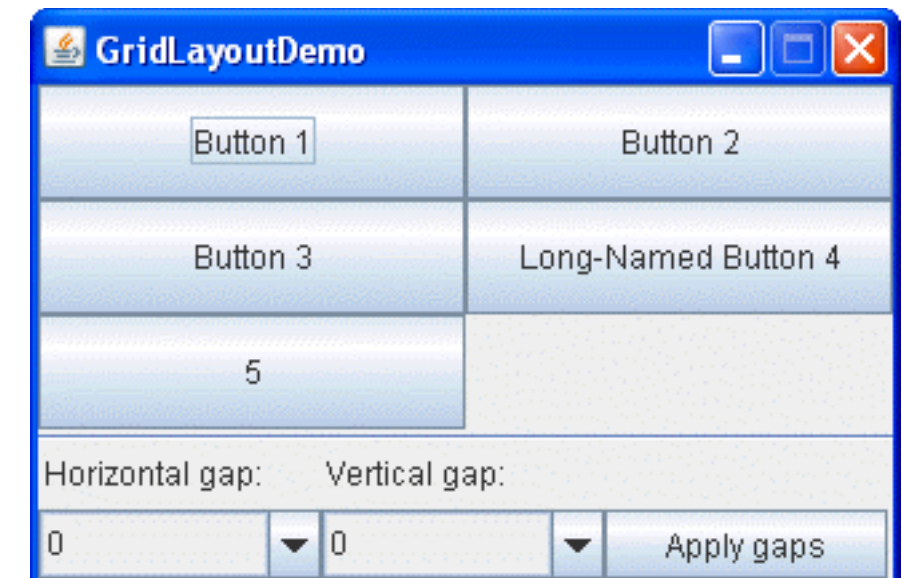 GridLayoutDemo
Button 1 Button 2
Button 3 Long-Named Button 4
5
Horizontal gap: Vertical gap:
0 0 Apply gaps